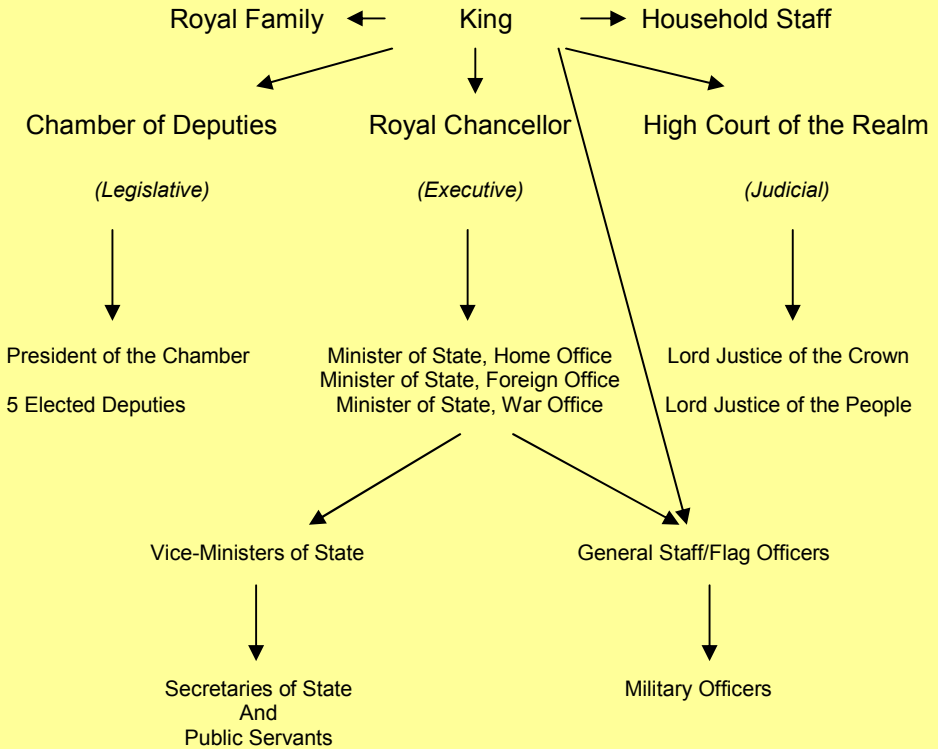 Royal Family
King
Household Staff
Chamber of Deputies
Royal Chancellor
High Court of the Realm
(Legislative)
(Executive)
(Judicial)
President of the Chamber
5 Elected Deputies
Minister of State, Home Office
Minister of State, Foreign Office
Minister of State, War Office
Lord Justice of the Crown
Lord Justice of the People
Vice-Ministers of State
General Staff/Flag Officers
Secretaries of State
And
Public Servants
Military Officers